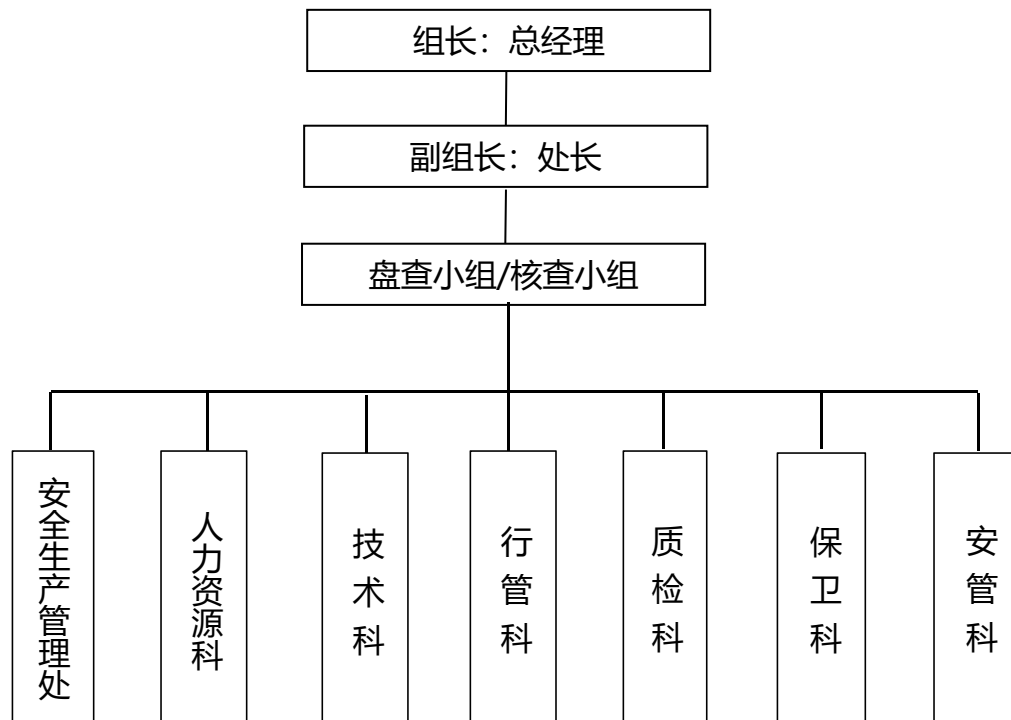 组长：总经理
副组长：处长
盘查小组/核查小组
安全生产管理处
人力资源科
技术科
行管科
质检科
保卫科
安管科